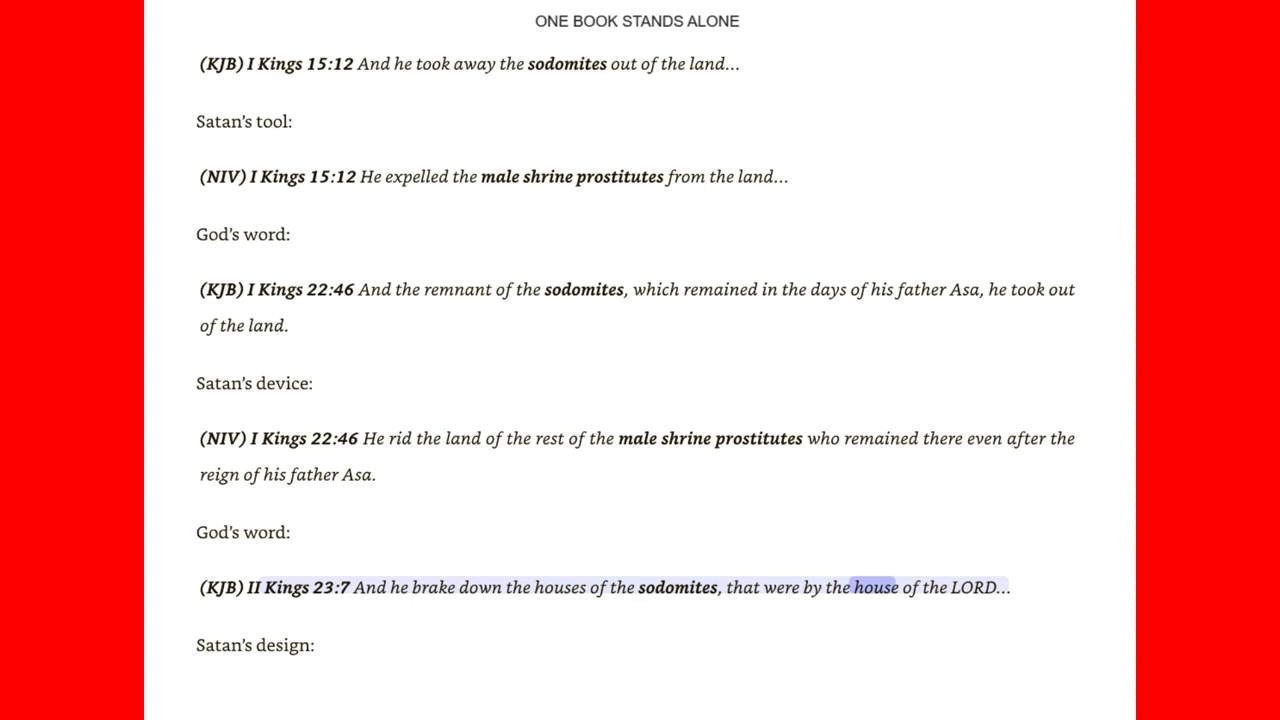 ONE BOOK STANDS ALONE
(KJB) I Kings 15:12 And he took away the sodomites out of the land...
Satan's tool:
(NIV) I Kings 15:12 He expelled the male shrine prostitutes from the land...
God's word:
(KJB) I Kings 22:46 And the remnant of the sodomites, which remained in the days of his father Asa, he took out
of the land.
Satan's device:
(NIV) I Kings 22:46 He rid the land of the rest of the male shrine prostitutes who remained there even after the
reign of his father Asa.
God's word:
(KJB) II Kings 23:7 And he brake down the houses of the sodomites, that were by the house of the LORD...
Satan's design: